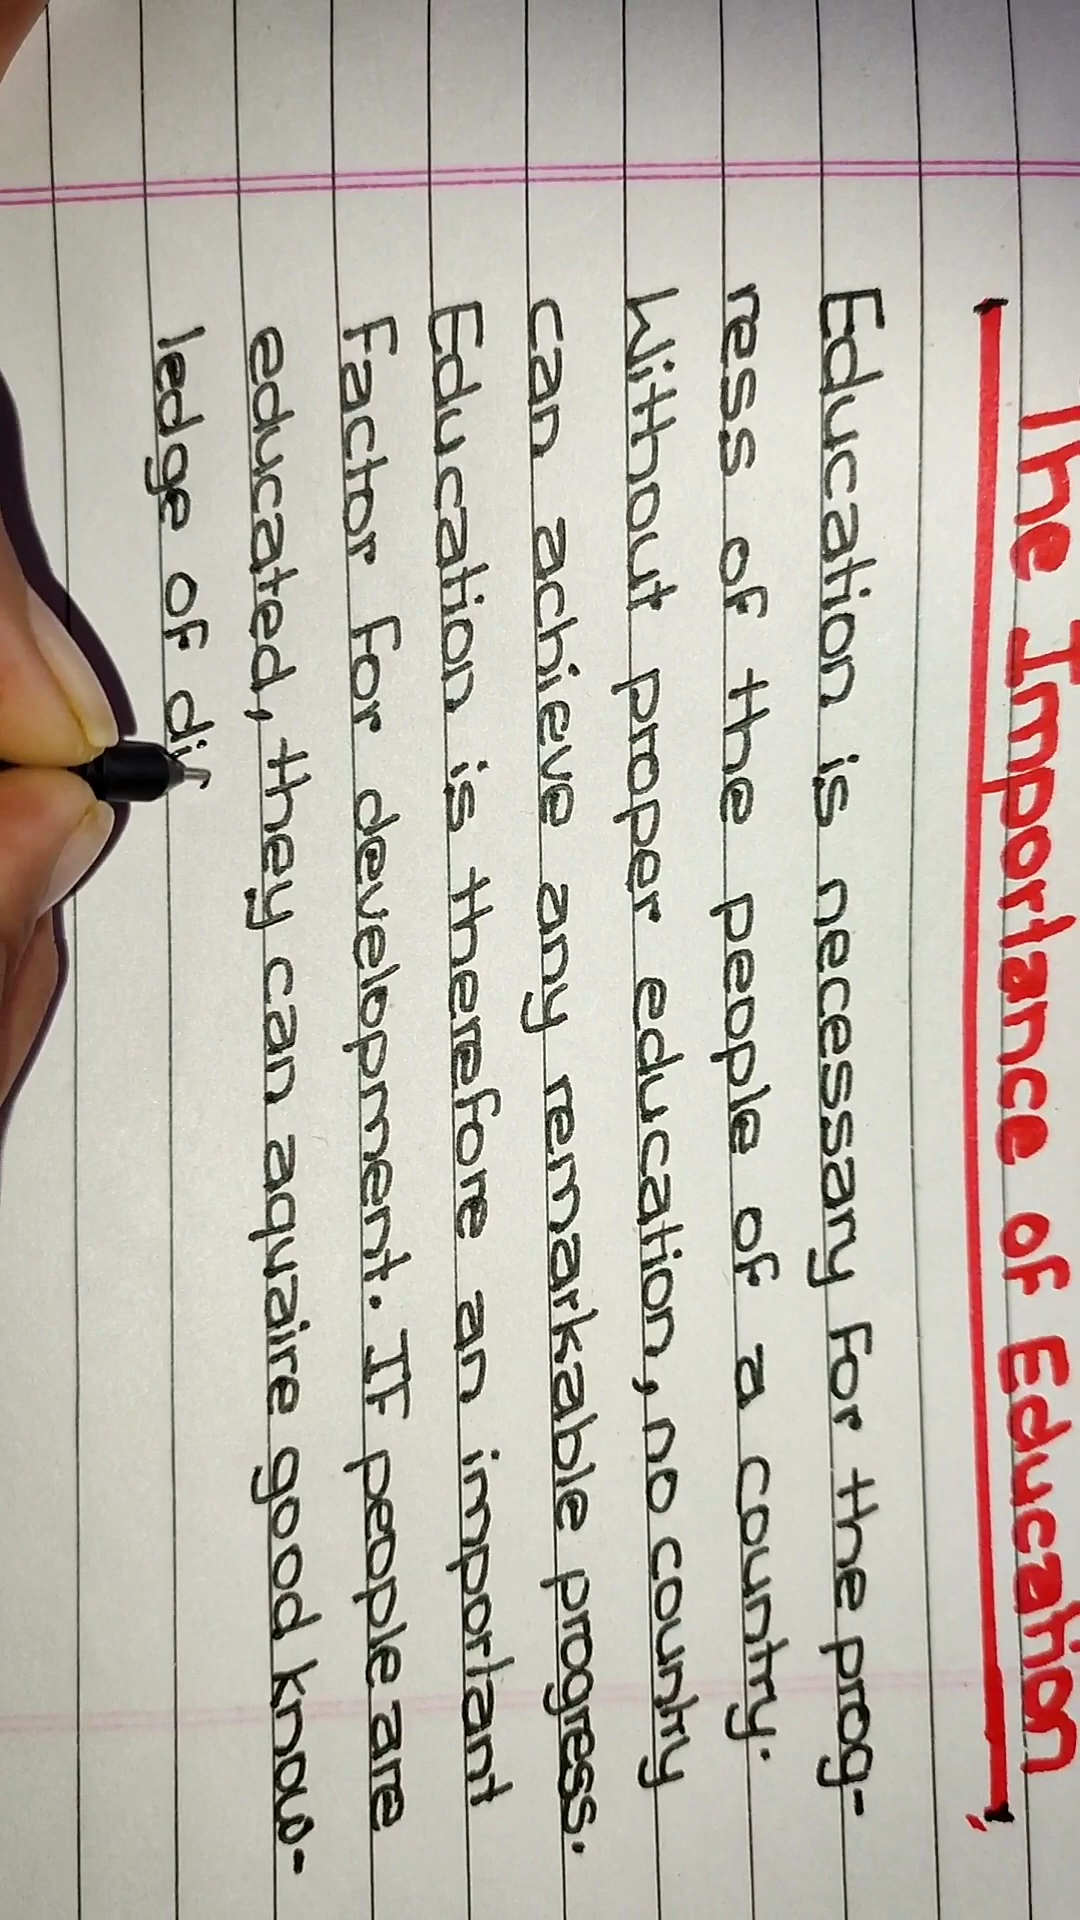 The Importance of Education
Education is necessary for the prog-
ress of the people of a country.
Without proper education, no country
can achieve any remarkable progress.
Education is therefore an important
Factor for development. If people are
educated, they can aquaire good know-
ledge of